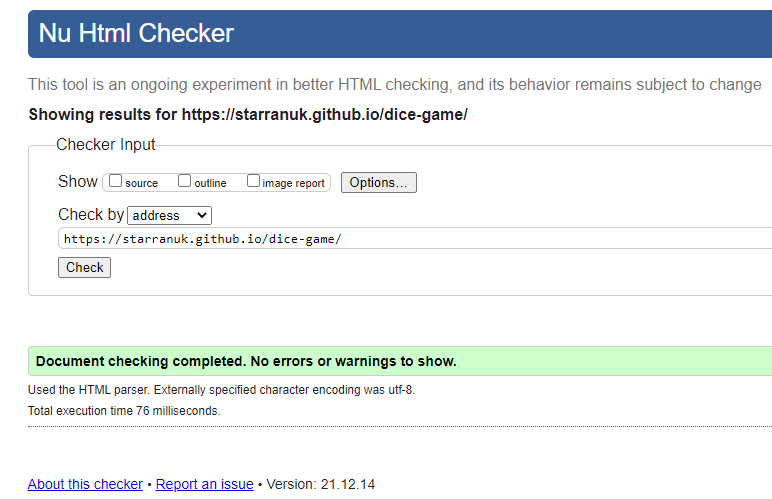 Nu Html Checker
This tool is an ongoing experiment in better HTML checking, and its behavior remains subject to change
Showing results for https://starranuk.github.io/dice-game/
Checker Input
Show source outline image report Options...
Check by address
https://starranuk.github.io/dice-game/
Check
Document checking completed. No errors or warnings to show.
Used the HTML parser. Externally specified character encoding was utf-8.
Total execution time 76 milliseconds.
About this checker • Report an issue • Version: 21.12.14